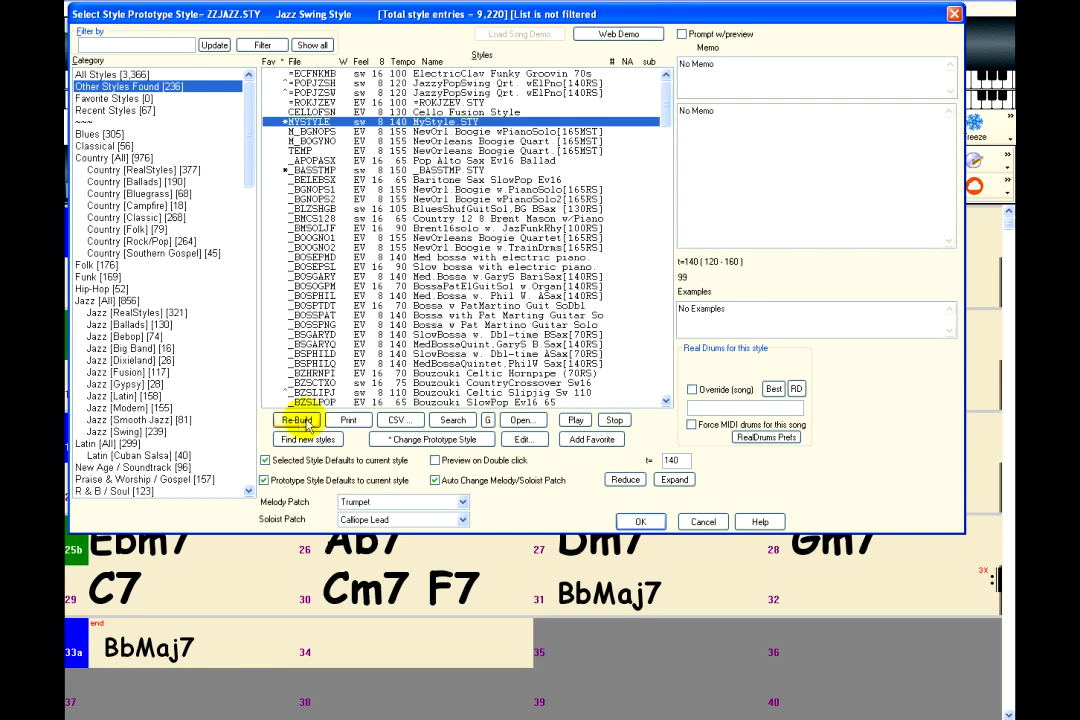 Select Style Prototype Style- ZZJAZZ.STY    Jazz Swing Style    [Total style entries - 9,220] [List is not filtered
Filter by
Update Filter Show all
Load Song Demo Web Demo
Prompt w/preview
Memo
Category
Styles
Fav * File W Feel 8 Tempo Name # NA sub
All Styles [3,366]
Other Styles Found [236]
Favorite Styles [0]
Recent Styles [67]
~~~
Blues [305]
Classical [56]
Country [All] [976]
Country [RealStyles] [377]
Country [Ballads] [190]
Country [Bluegrass] [68]
Country [Campfire] [18]
Country [Classic] [268]
Country [Folk] [79]
Country [Rock/Pop] [264]
Country [Southern Gospel] [45]
Folk [176]
Funk [169]
Hip-Hop [52]
Jazz [All] [856]
Jazz [RealStyles] [321]
Jazz [Ballads] [130]
Jazz [Bebop] [74]
Jazz [Big Band] [16]
Jazz [Dixieland] [26]
Jazz [Fusion] [117]
Jazz [Gypsy] [28]
Jazz [Latin] [158]
Jazz [Modern] [155]
Jazz [Smooth Jazz] [81]
Jazz [Swing] [239]
Latin [All] [299]
Latin [Cuban Salsa] [40]
New Age / Soundtrack [96]
Praise & Worship / Gospel [157]
R & B / Soul [123]
=ECFNKMB sw 16 100 ElectricClav Funky Groovin 70s
^=POPJZSH sw 8 140 JazzyPopSwing Qrt. wElPno[140RS]
^=POPJZSW sw 8 120 JazzyPopSwing Qrt. wElPno[140RS]
=ROKJZEV EV 16 100 =ROKJZEV.STY
CELLOFSN EV 8 130 Cello Fusion Style
*MYSTYLE sw 8 140 MyStyle.STY
M_BGNOPS EV 8 155 NewOrl.Boogie wPianoSolo[165MST]
M_BOGYNO EV 8 155 NewOrl.Boogie Quart.[165MST]
TEMP EV 8 155 NewOrl.Boogie Quart.[165MST]
_APOPASX EV 16 65 Pop Alto Sax Ev16 Ballad
*_BASSTMP sw 8 150 _BASSTMP.STY
_BELEBSX EV 16 65 Baritone Sax SlowPop Ev16
_BGNOPS1 EV 8 155 NewOrl.Boogie w.PianoSolo[165RS]
_BGNOPS2 EV 8 155 NewOrl.Boogie w.PianoSolo2[165RS]
_BLZSHGB sw 16 105 BluesShufGuitSol,BG BSax [130RS]
_BMCS128 sw 16 68 Country 12 8 Brent Mason w/Piano
_BMSOLJF sw 16 90 Brent16solo w. JazFunkRhy[100RS]
_BOOGNO1 EV 8 155 NewOrleans Boogie Quartet[165RS]
_BOOGNO2 EV 8 155 NewOrl.Boogie w.TrainDrms[165RS]
_BOSEPMD EV 8 140 Med bossa with electric piano.
_BOSEPSL EV 16 90 Slow bossa with electric piano.
_BOSGARY EV 8 140 Med.Bossa w.GaryS BariSax[140RS]
_BOSOGPM EV 16 70 BossaPatElGuitSol w.Organ[140RS]
_BOSPHIL EV 8 140 Med.Bossa w. Phil W. ASax[140RS]
_BOSPTDT EV 16 70 Bossa w PatMartino Guit SoDbl
_BOSSPAT EV 8 140 Bossa with Pat Marting Guitar So
_BOSSPNG EV 8 140 Bossa w Pat Martino Guitar Solo
_BSGARYD EV 8 140 SlowBossa w. Dbl-time BSax[70RS]
_BSGARYQ EV 8 140 MedBossaQuint,GaryS B Sax[140RS]
_BSPHILD EV 8 140 SlowBossa w. Dbl-time ASax[70RS]
_BSPHILQ EV 8 140 MedBossaQuintet,PhilW Sax[140RS]
_BZHRNPI EV 16 70 Bouzouki Celtic Hornpipe (70RS)
_BZSCTXO sw 16 75 Bouzouki CountryCrossover Sw16
^_BZSLIPJ sw 8 110 Bouzouki Celtic Slipjig Sw 110
_BZSLPOP EV 16 65 Bouzouki SlowPop Ev16 65
No Memo
No Memo
t=140 ( 120 - 160 )
99
Examples
No Examples
Real Drums for this style
Override (song) Best RD
Force MIDI drums for this song
RealDrums Prefs
Re-Build Print CSV ... Search G Open... Play Stop
Find new styles * Change Prototype Style Edit... Add Favorite
Selected Style Defaults to current style
Preview on Double click
t= 140
Prototype Style Defaults to current style
Auto Change Melody/Soloist Patch
Reduce Expand
Melody Patch Trumpet
Soloist Patch Calliope Lead
OK Cancel Help
25b Ebm7 26 Ab7 27 Dm7 28 Gm7
29 C7 30 Cm7 F7 31 BbMaj7 32 3X
end
33a BbMaj7 34 35 36
37 38 39 40